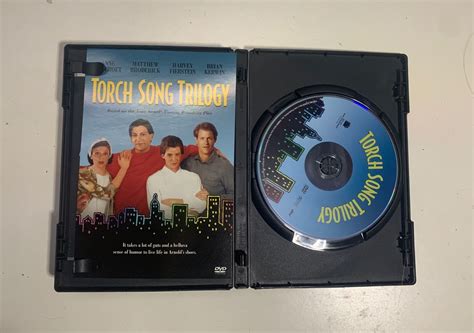 MATTHEW HARVEY BRIAN
BRODERICK FIERSTEIN KERWIN
TORCH SONG TRILOGY
It takes a lot of guts and a helluva
sense of humor to live life in Arnold's shoes.
DVD
TORCH SONG TRILOGY